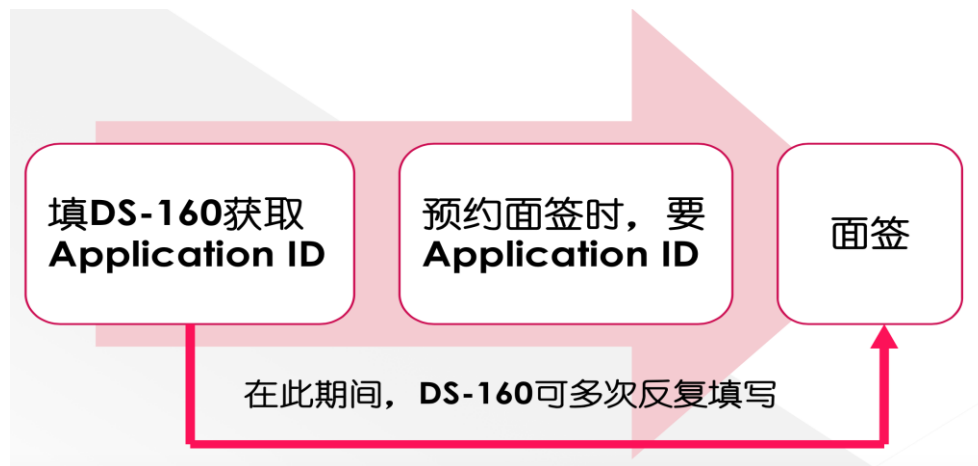 填DS-160获取
Application ID
预约面签时，要
Application ID
面签
在此期间，DS-160可多次反复填写